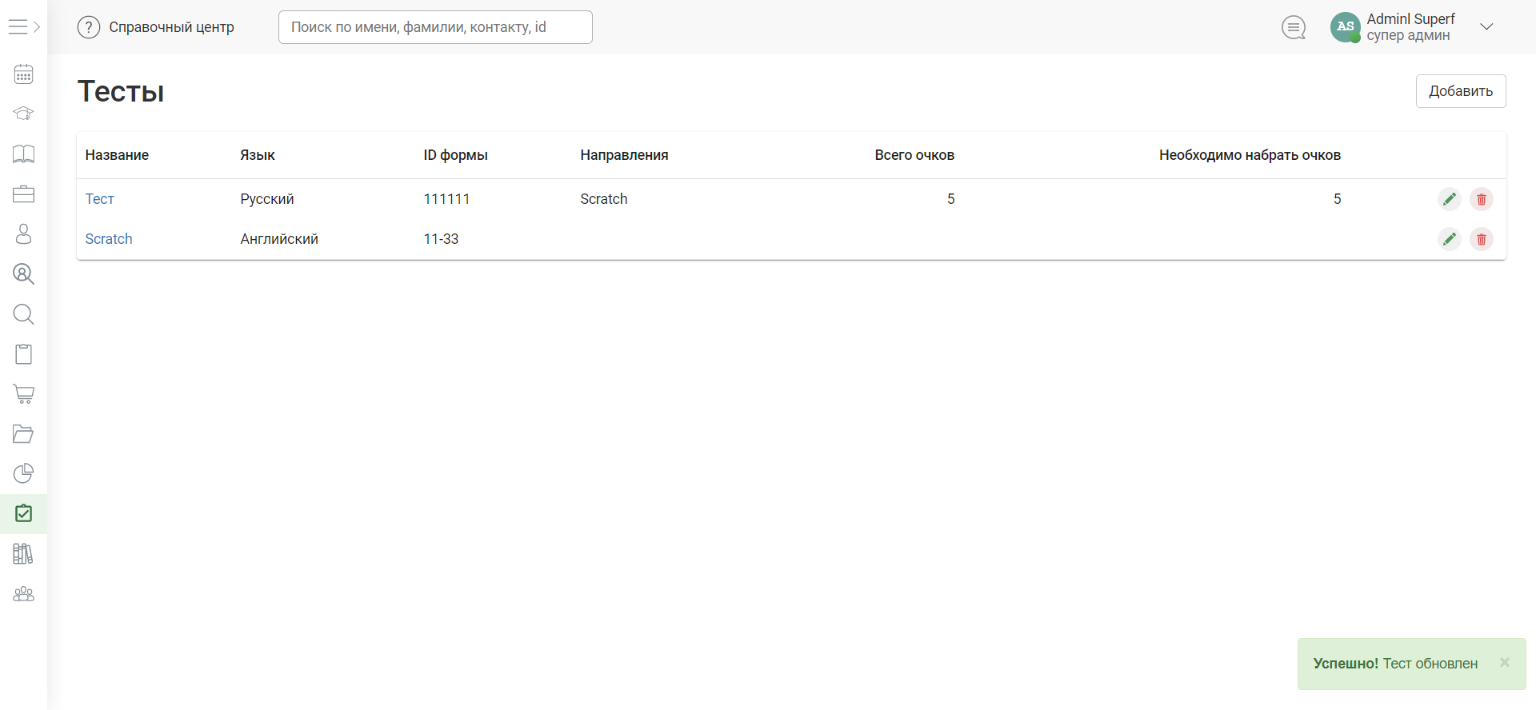 ? Справочный центр Поиск по имени, фамилии, контакту, id AS Adminl Superf
супер админ
Тесты Добавить
Название Язык ID формы Направления Всего очков Необходимо набрать очков
Тест Русский 111111 Scratch 5 5
Scratch Английский 11-33
Успешно! Тест обновлен ×